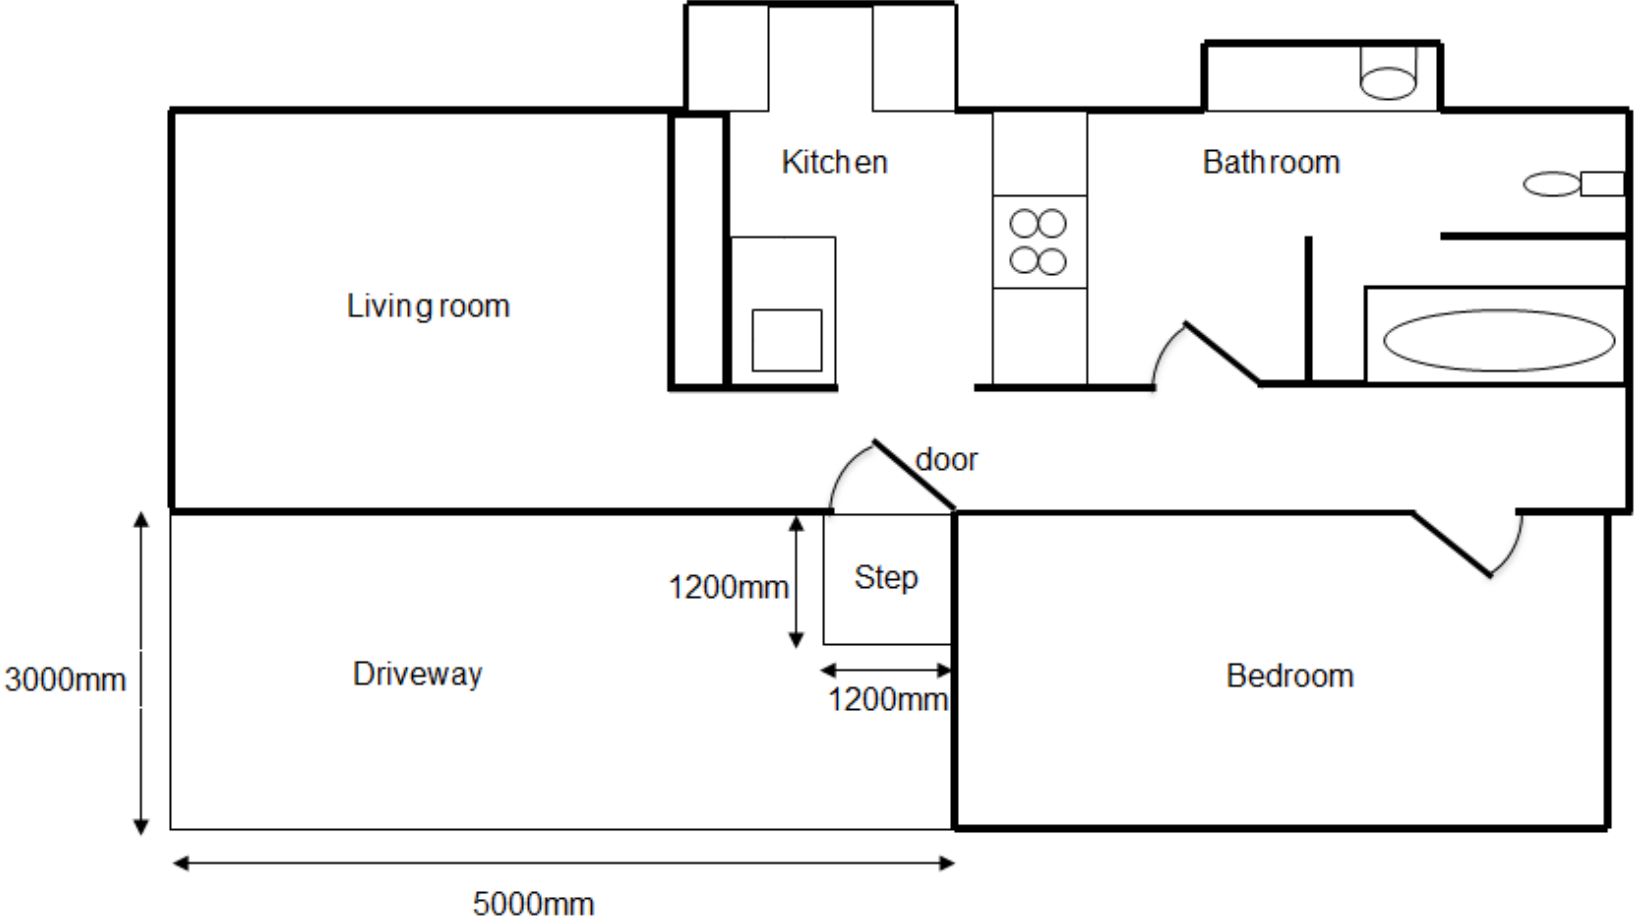 Kitchen
Bathroom
Living room
door
Step
1200mm
Driveway
Bedroom
3000mm
1200mm
5000mm